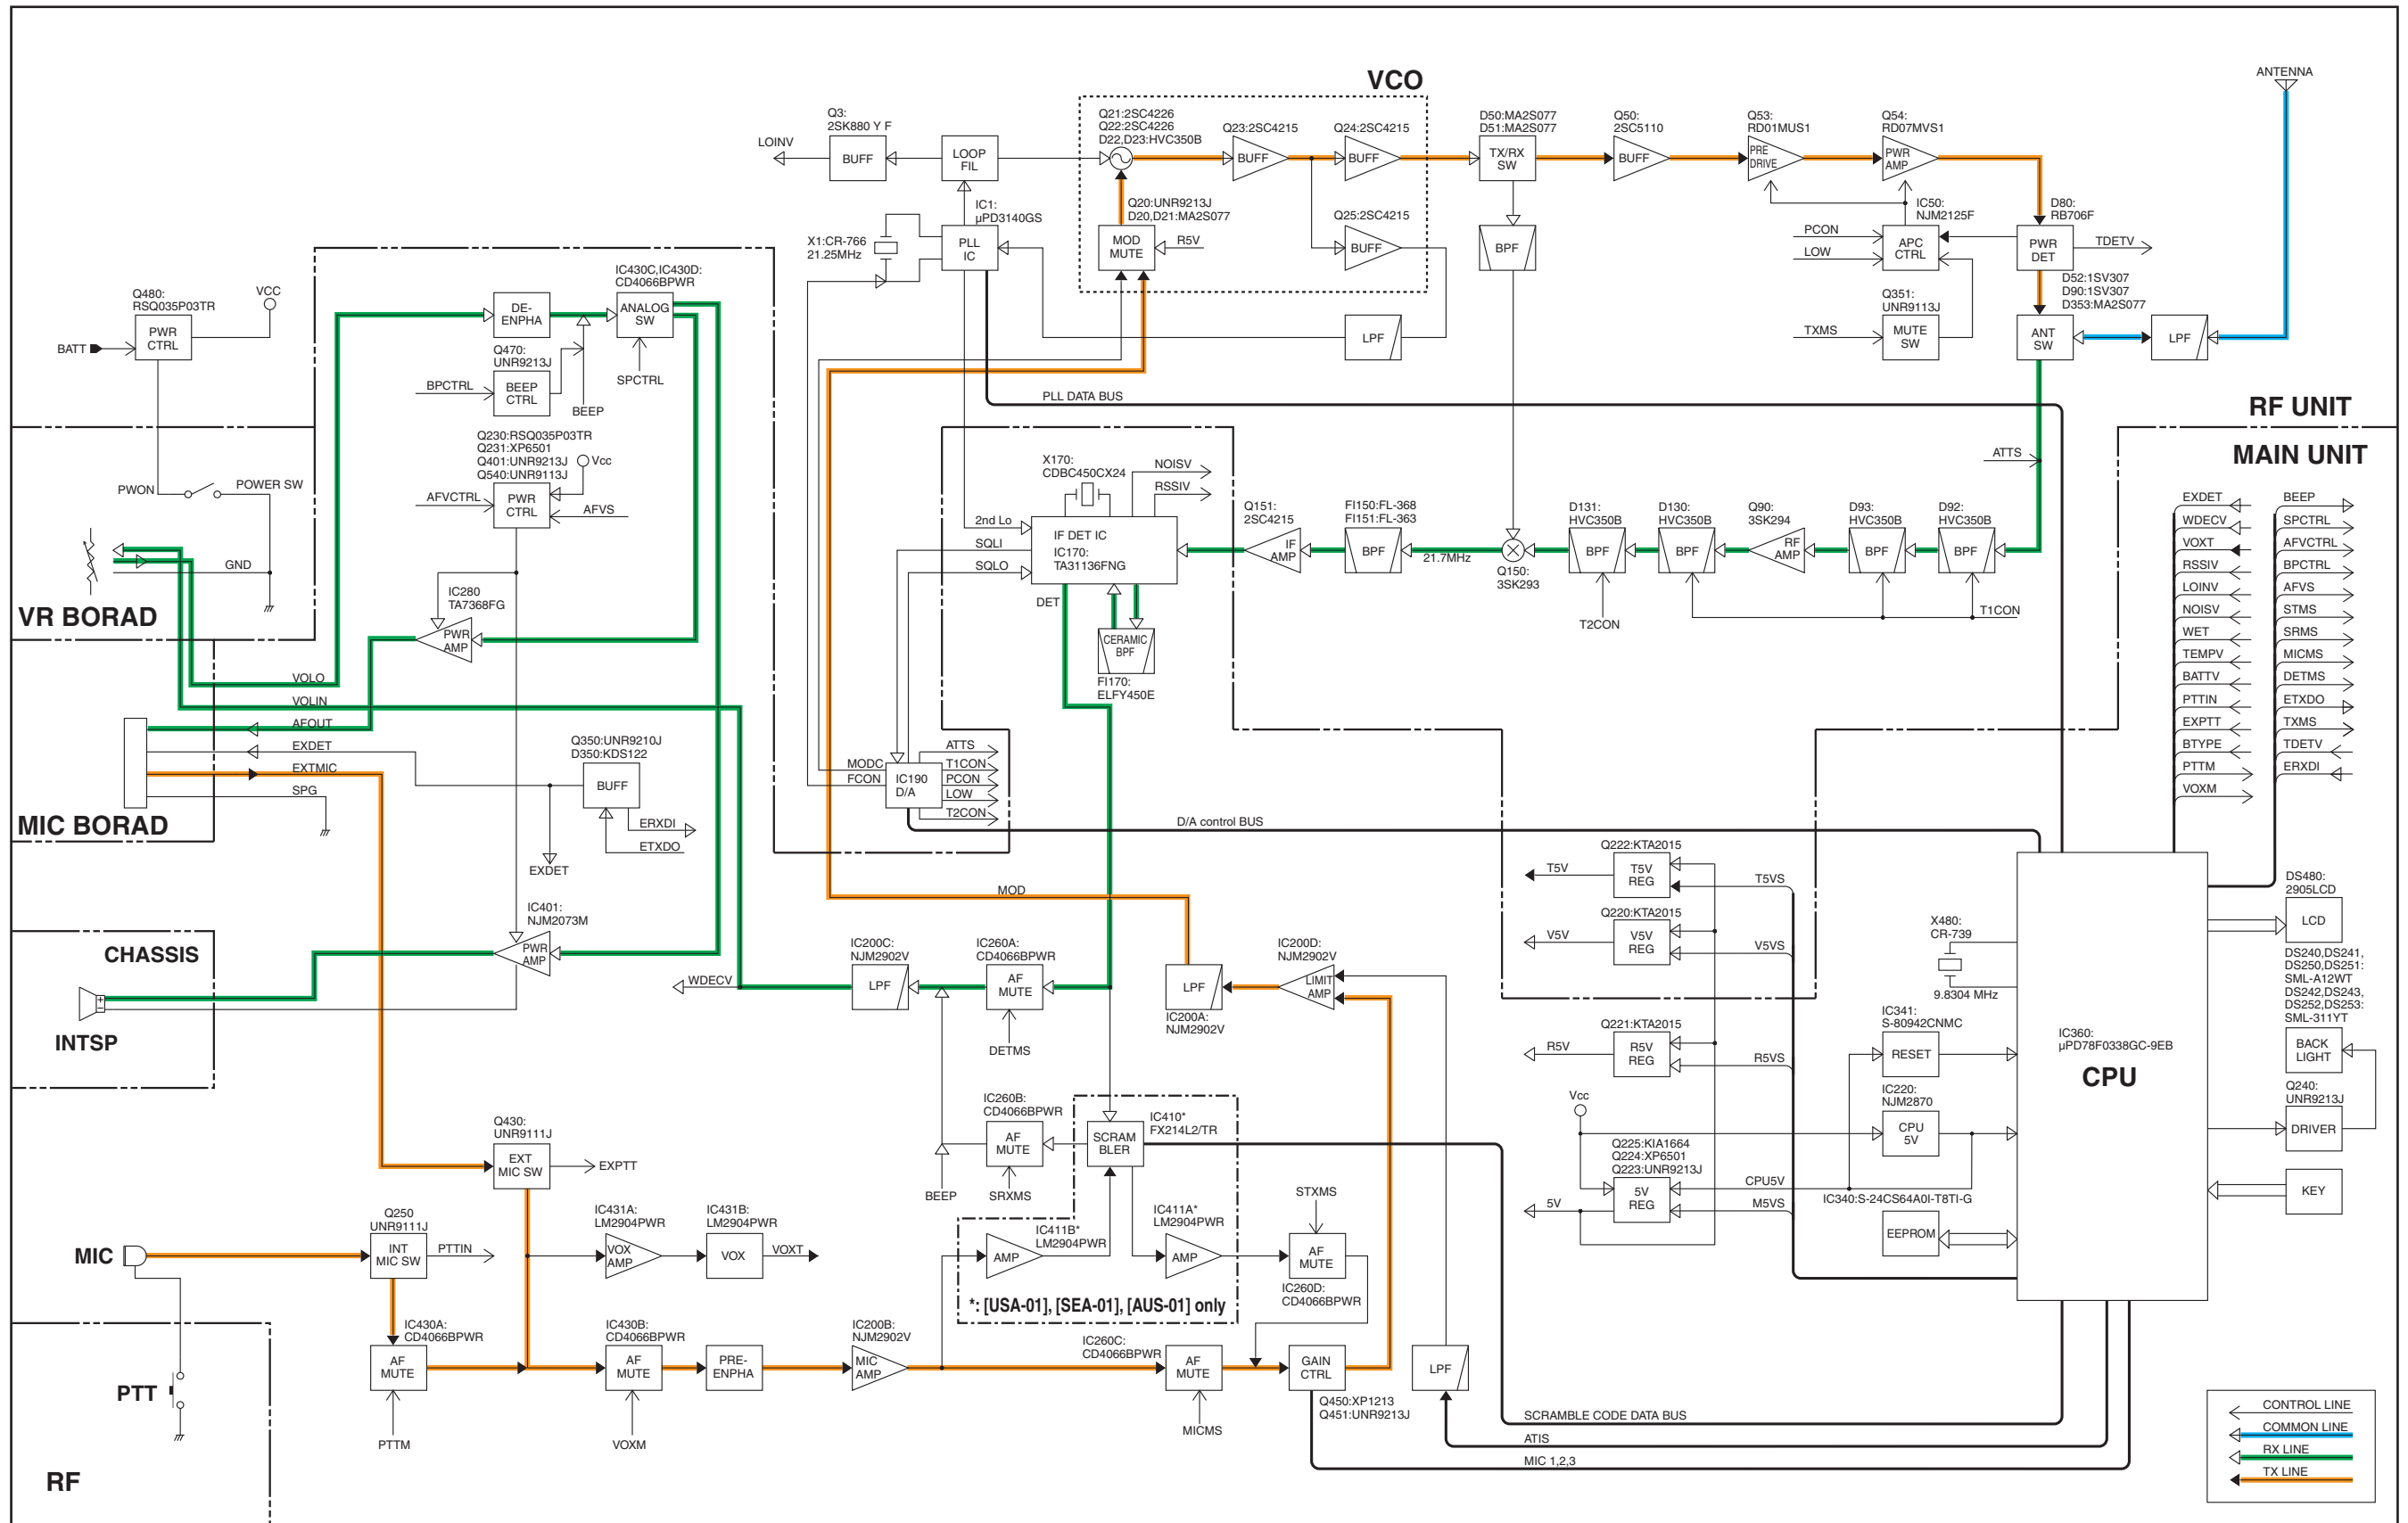 VCO
ANTENNA
Q3:
2SK880 Y F
LOINV
BUFF
LOOP
FIL
Q21:2SC4226
Q22:2SC4226
D22,D23:HVC350B
Q23:2SC4215
BUFF
Q24:2SC4215
BUFF
D50:MA2S077
D51:MA2S077
TX/RX
SW
Q50:
2SC5110
BUFF
Q53:
RD01MUS1
PRE
DRIVE
Q54:
RD07MVS1
PWR
AMP
IC1:
µPD3140GS
X1:CR-766
21.25MHz
PLL
IC
Q20:UNR9213J
D20,D21:MA2S077
MOD
MUTE
R5V
Q25:2SC4215
BUFF
BPF
IC50:
NJM2125F
PCON
LOW
APC
CTRL
D80:
RB706F
PWR
DET
TDETV
D52:1SV307
D90:1SV307
D353:MA2S077
Q351:
UNR9113J
TXMS
MUTE
SW
ANT
SW
LPF
LPF
Q480:
RSQ035P03TR
VCC
BATT
PWR
CTRL
DE-
ENPHA
IC430C,IC430D:
CD4066BPWR
ANALOG
SW
Q470:
UNR9213J
BPCTRL
BEEP
CTRL
BEEP
SPCTRL
PLL DATA BUS
RF UNIT
MAIN UNIT
Q230:RSQ035P03TR
Q231:XP6501
Q401:UNR9213J
Q540:UNR9113J
Vcc
AFVCTRL
PWR
CTRL
AFVS
PWON
POWER SW
GND
VR BORAD
IC280
TA7368FG
PWR
AMP
X170:
CDBC450CX24
NOISV
RSSIV
2nd Lo
SQLI
SQLO
IF DET IC
IC170:
TA31136FNG
DET
CERAMIC
BPF
FI170:
ELFY450E
Q151:
2SC4215
IF
AMP
FI150:FL-368
FI151:FL-363
BPF
21.7MHz
Q150:
3SK293
D131:
HVC350B
BPF
T2CON
D130:
HVC350B
BPF
Q90:
3SK294
RF
AMP
D93:
HVC350B
BPF
D92:
HVC350B
BPF
ATTS
T1CON
EXDET
WDECV
VOXT
RSSIV
LOINV
NOISV
WET
TEMPV
BATTV
PTTIN
EXPTT
BTYPE
PTTM
VOXM
BEEP
SPCTRL
AFVCTRL
BPCTRL
AFVS
STMS
SRMS
MICMS
DETMS
ETXDO
TXMS
TDETV
ERXDI
VOLO
VOLIN
AFOUT
EXDET
EXTMIC
SPG
MIC BORAD
Q350:UNR9210J
D350:KDS122
BUFF
ERXDI
ETXDO
EXDET
MODC
FCON
IC190
D/A
ATTS
T1CON
PCON
LOW
T2CON
D/A control BUS
MOD
CHASSIS
INTSP
IC401:
NJM2073M
PWR
AMP
WDECV
IC200C:
NJM2902V
LPF
IC260A:
CD4066BPWR
AF
MUTE
DETMS
LPF
IC200A:
NJM2902V
IC200D:
NJM2902V
LIMIT
AMP
Q222:KTA2015
T5V
T5V
REG
T5VS
Q220:KTA2015
V5V
V5V
REG
V5VS
Q221:KTA2015
R5V
R5V
REG
R5VS
X480:
CR-739
9.8304 MHz
IC341:
S-80942CNMC
RESET
IC220:
NJM2870
CPU
5V
Vcc
Q225:KIA1664
Q224:XP6501
Q223:UNR9213J
5V
5V
REG
CPU5V
M5VS
IC340:S-24CS64A0I-T8TI-G
EEPROM
IC360:
µPD78F0338GC-9EB
CPU
DS480:
2905LCD
LCD
DS240,DS241,
DS250,DS251:
SML-A12WT
DS242,DS243,
DS252,DS253:
SML-311YT
BACK
LIGHT
Q240:
UNR9213J
DRIVER
KEY
IC260B:
CD4066BPWR
AF
MUTE
BEEP
SRXMS
IC410*
FX214L2/TR
SCRAM
BLER
IC411B*
LM2904PWR
AMP
IC411A*
LM2904PWR
AMP
*: [USA-01], [SEA-01], [AUS-01] only
STXMS
AF
MUTE
IC260D:
CD4066BPWR
Q430:
UNR9111J
EXT
MIC SW
EXPTT
Q250
UNR9111J
MIC
INT
MIC SW
PTTIN
IC431A:
LM2904PWR
VOX
AMP
IC431B:
LM2904PWR
VOX
VOXT
IC430A:
CD4066BPWR
AF
MUTE
PTTM
IC430B:
CD4066BPWR
AF
MUTE
VOXM
PRE-
ENPHA
IC200B:
NJM2902V
MIC
AMP
IC260C:
CD4066BPWR
AF
MUTE
MICMS
GAIN
CTRL
Q450:XP1213
Q451:UNR9213J
LPF
PTT
RF
SCRAMBLE CODE DATA BUS
ATIS
MIC 1,2,3
CONTROL LINE
COMMON LINE
RX LINE
TX LINE